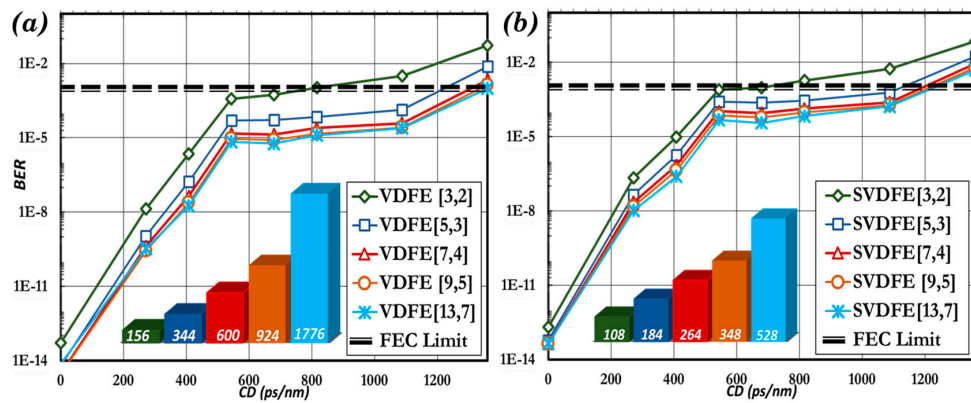 (a)
BER
1E-2
1E-5
1E-8
1E-11
1E-14
0
200
400
600
800
1000
1200
CD (ps/nm)
VDFE [3,2]
VDFE[5,3]
VDFE[7,4]
VDFE [9,5]
VDFE[13,7]
FEC Limit
156
344
600
924
1776
(b)
1E-2
1E-5
1E-8
1E-11
1E-14
0
200
400
600
800
1000
1200
CD (ps/nm)
SVDFE[3,2]
SVDFE[5,3]
SVDFE[7,4]
SVDFE [9,5]
SVDFE[13,7]
FEC Limit
108
184
264
348
528